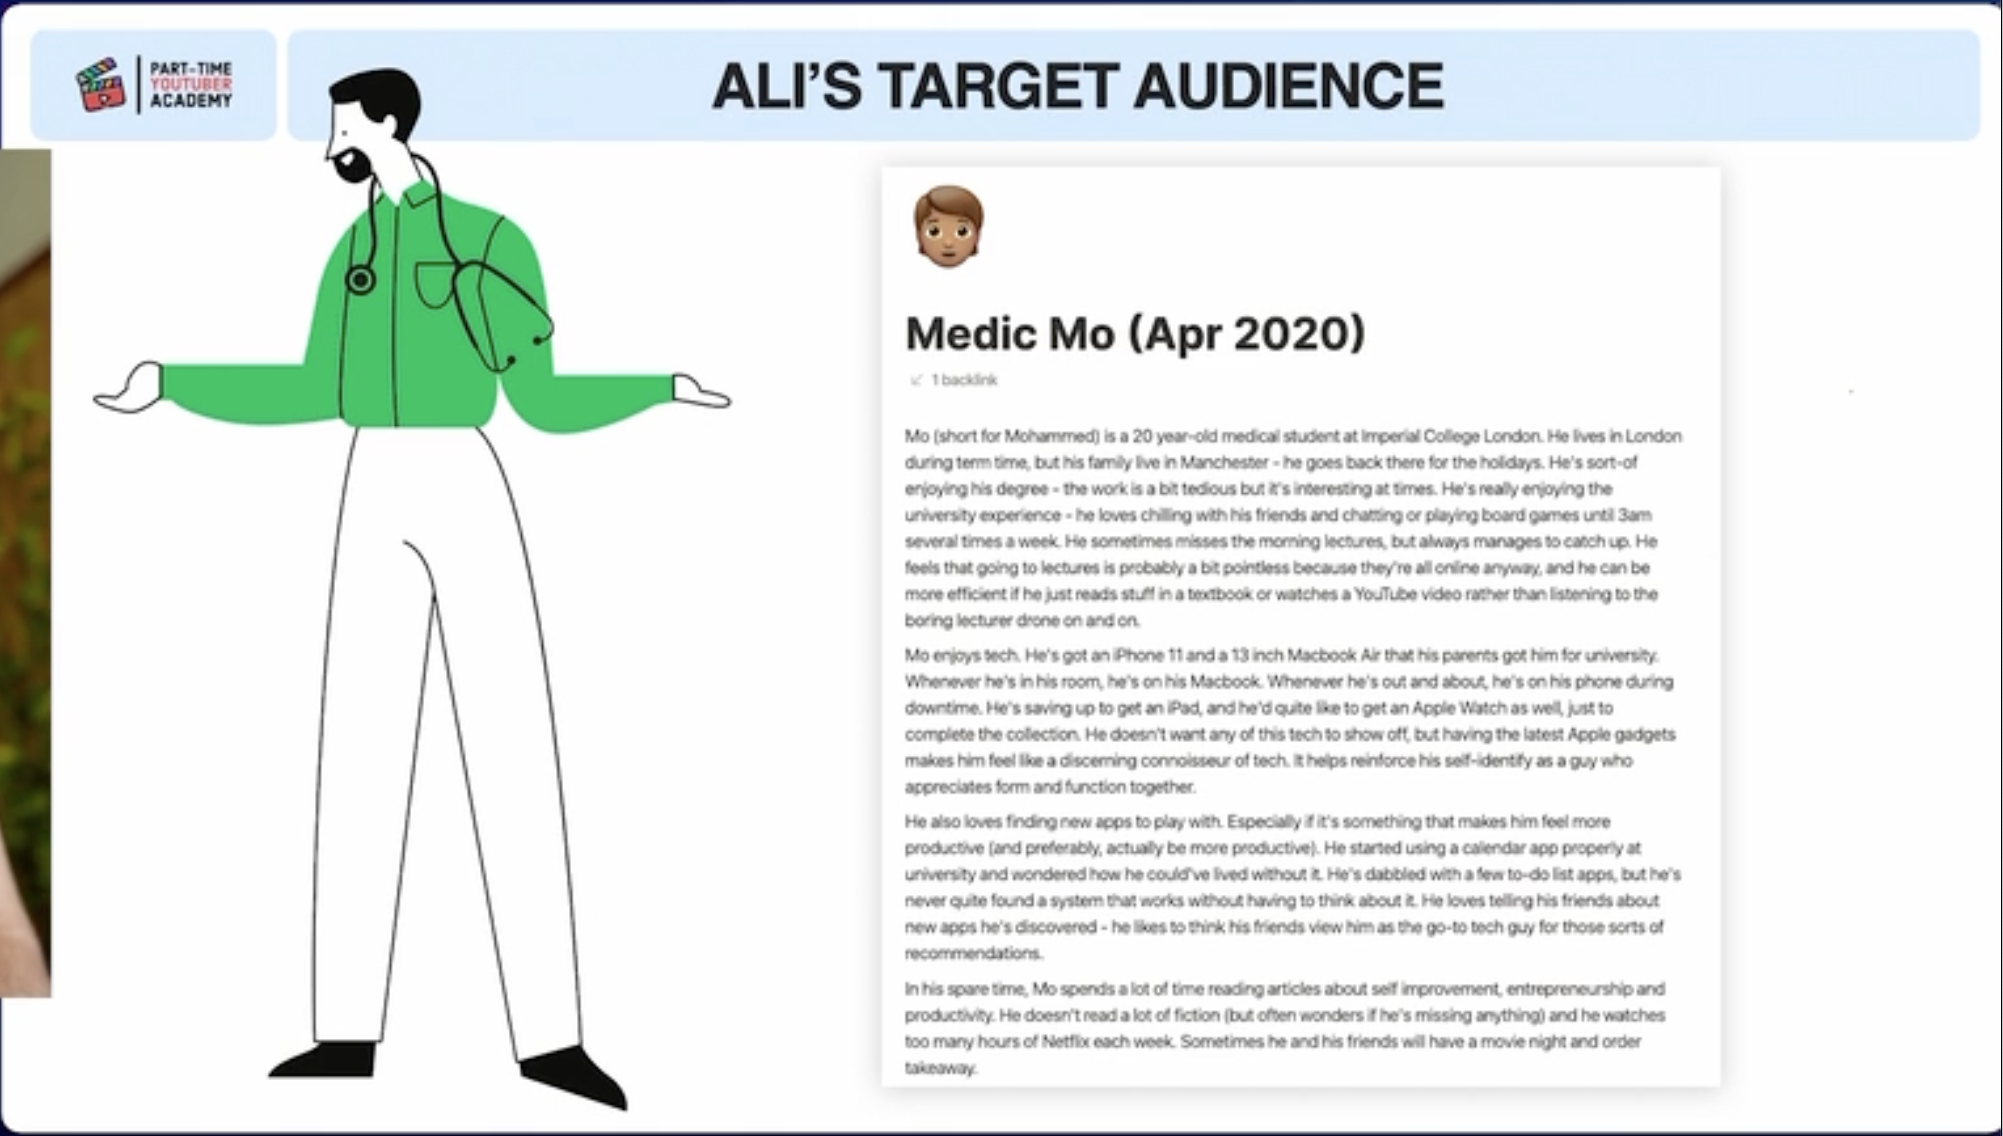 PART-TIME
YOUTUBER
ACADEMY
ALI'S TARGET AUDIENCE
Medic Mo (Apr 2020)
1 backlink
Mo (short for Mohammed) is a 20 year-old medical student at Imperial College London. He lives in London
during term time, but his family live in Manchester - he goes back there for the holidays. He's sort-of
enjoying his degree - the work is a bit tedious but it's interesting at times. He's really enjoying the
university experience - he loves chilling with his friends and chatting or playing board games until 3am
several times a week. He sometimes misses the morning lectures, but always manages to catch up. He
feels that going to lectures is probably a bit pointless because they're all online anyway, and he can be
more efficient if he just reads stuff in a textbook or watches a YouTube video rather than listening to the
boring lecturer drone on and on.
Mo enjoys tech. He's got an iPhone 11 and a 13 inch Macbook Air that his parents got him for university.
Whenever he's in his room, he's on his Macbook. Whenever he's out and about, he's on his phone during
downtime. He's saving up to get an iPad, and he'd quite like to get an Apple Watch as well, just to
complete the collection. He doesn't want any of this tech to show off, but having the latest Apple gadgets
makes him feel like a discerning connoisseur of tech. It helps reinforce his self-identify as a guy who
appreciates form and function together.
He also loves finding new apps to play with. Especially if it's something that makes him feel more
productive (and preferably, actually be more productive). He started using a calendar app properly at
university and wondered how he could've lived without it. He's dabbled with a few to-do list apps, but he's
never quite found a system that works without having to think about it. He loves telling his friends about
new apps he's discovered - he likes to think his friends view him as the go-to tech guy for those sorts of
recommendations.
In his spare time, Mo spends a lot of time reading articles about self improvement, entrepreneurship and
productivity. He doesn't read a lot of fiction (but often wonders if he's missing anything) and he watches
too many hours of Netflix each week. Sometimes he and his friends will have a movie night and order
takeaway.